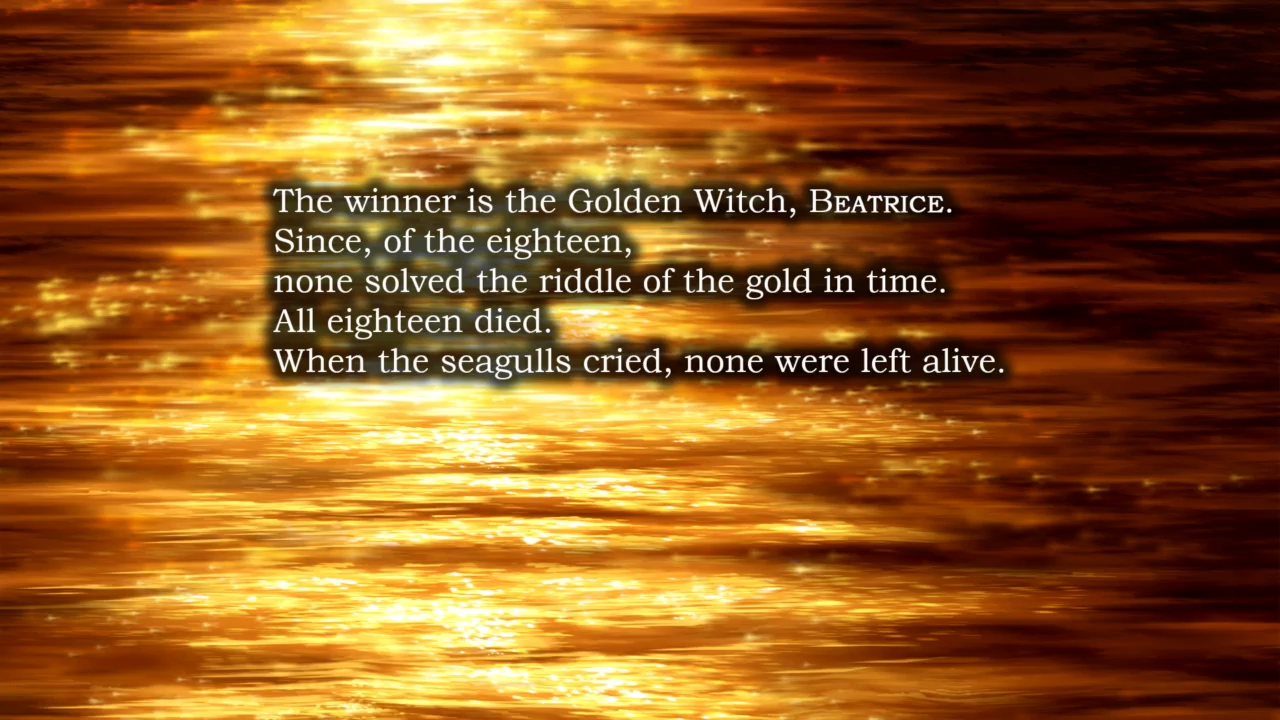 The winner is the Golden Witch, Beatrice.
Since, of the eighteen,
none solved the riddle of the gold in time.
All eighteen died.
When the seagulls cried, none were left alive.